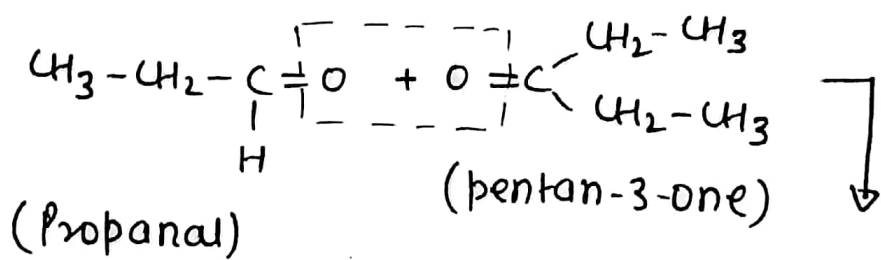 CH₂-CH₃
CH₃-CH₂-C=O + O=C
CH₂-CH₃
H
(Propanal)
(pentan-3-one)